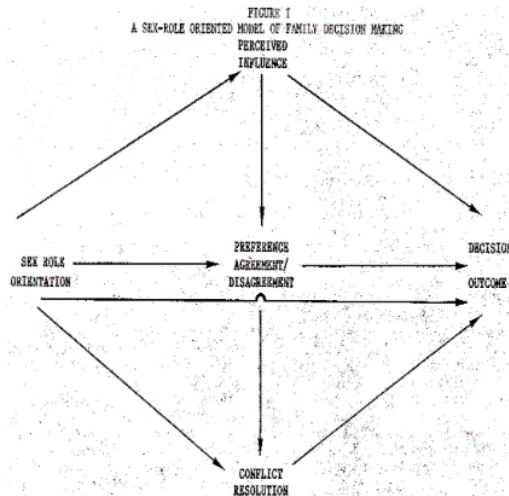 FIGURE I
A SEX-ROLE ORIENTED MODEL OF FAMILY DECISION MAKING
PERCEIVED
INFLUENCE
SEX ROLE
ORIENTATION
PREFERENCE
AGREEMENT/
DISAGREEMENT
DECISION
OUTCOME
CONFLICT
RESOLUTION